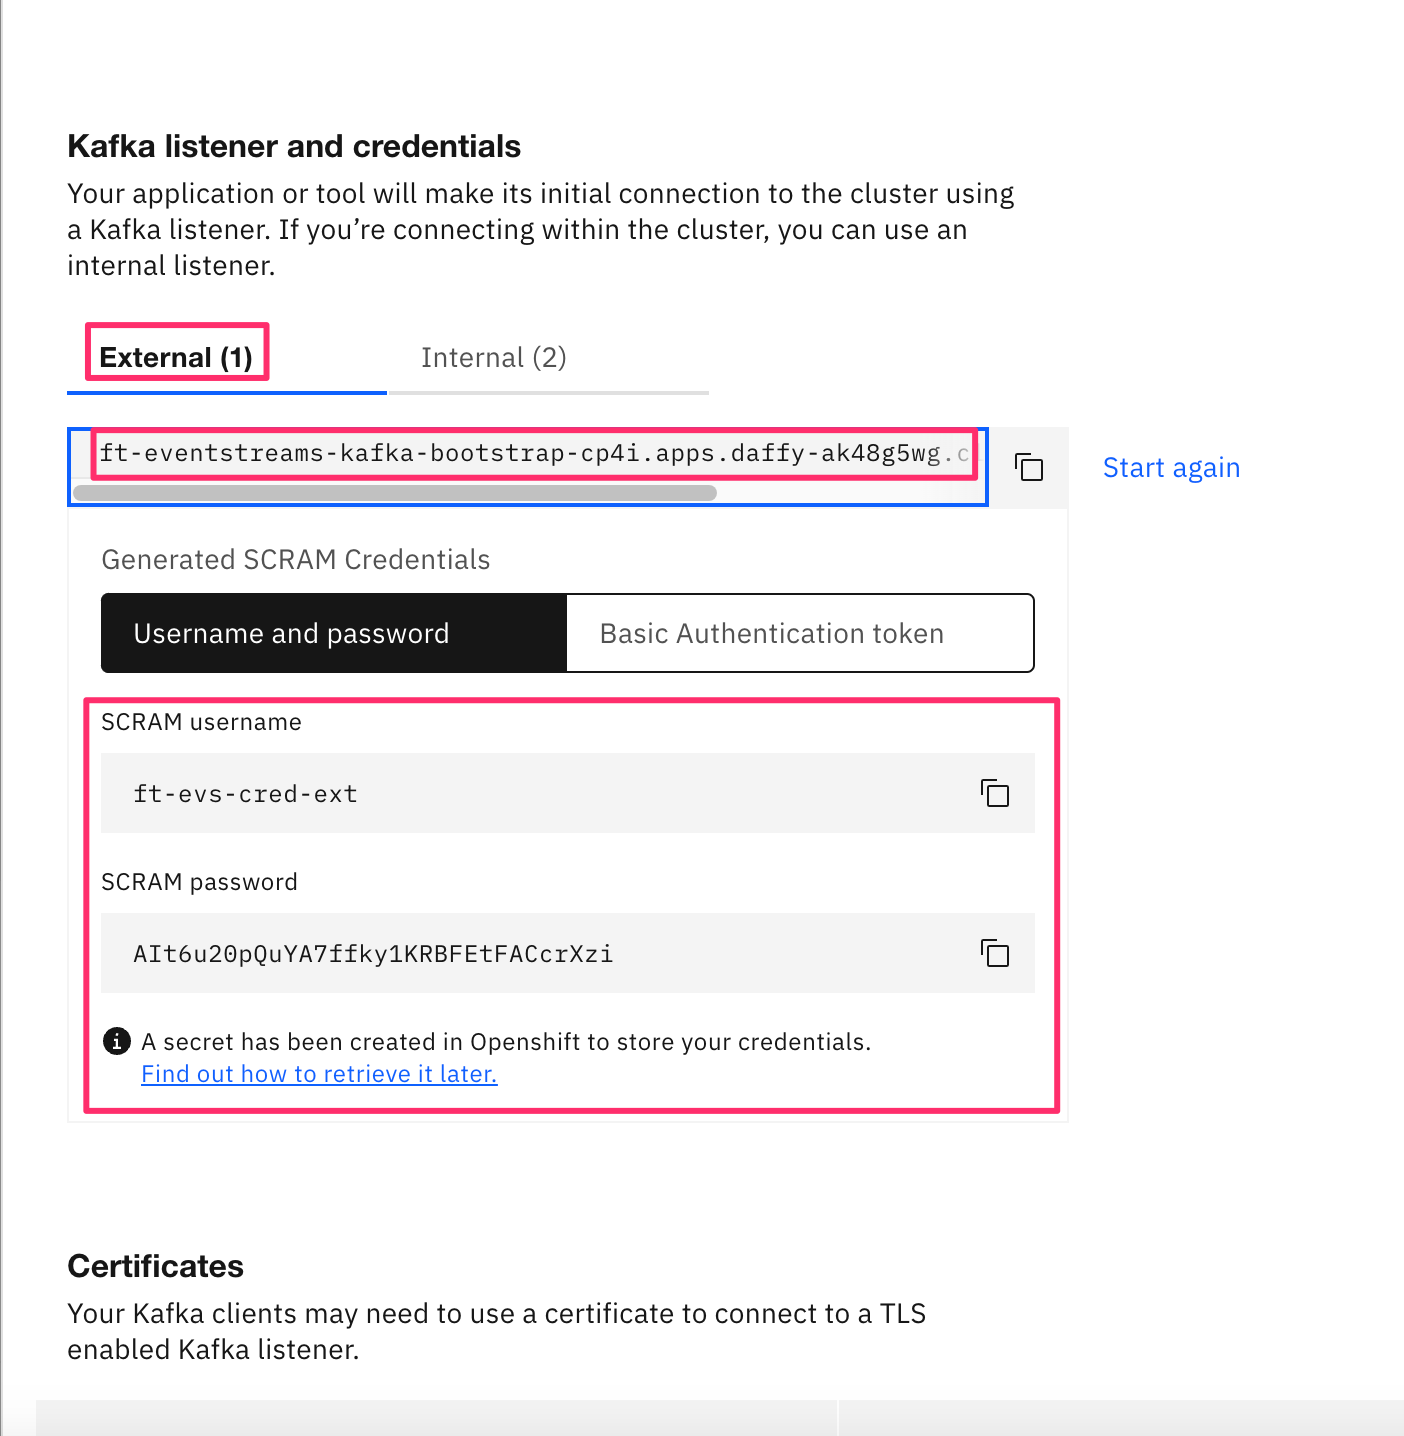 Kafka listener and credentials
Your application or tool will make its initial connection to the cluster using
a Kafka listener. If you’re connecting within the cluster, you can use an
internal listener.
External (1)
Internal (2)
ft-eventstreams-kafka-bootstrap-cp4i.apps.daffy-ak48g5wg.c
Start again
Generated SCRAM Credentials
Username and password
Basic Authentication token
SCRAM username
ft-evs-cred-ext
SCRAM password
AIt6u20pQuYA7ffky1KRBFEtFACcrXzi
A secret has been created in Openshift to store your credentials.
Find out how to retrieve it later.
Certificates
Your Kafka clients may need to use a certificate to connect to a TLS
enabled Kafka listener.